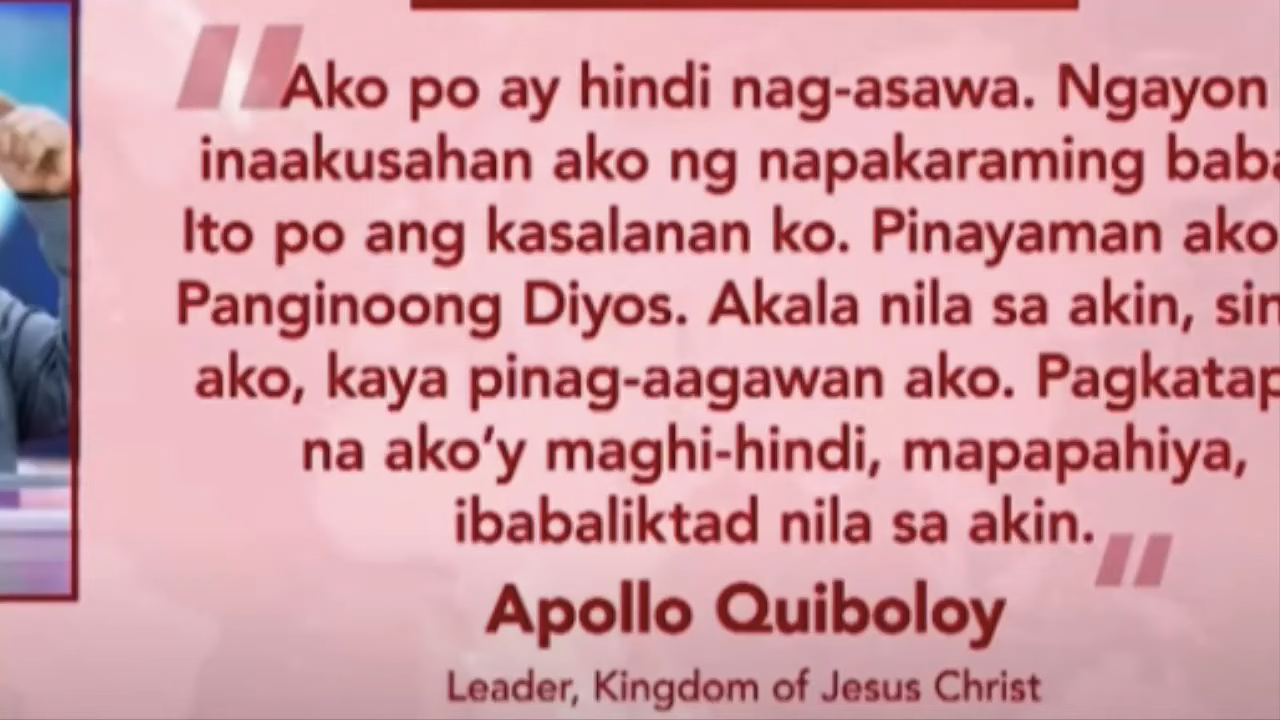 "Ako po ay hindi nag-asawa. Ngayon
inaakusahan ako ng napakaraming
Ito po ang kasalanan ko. Pinayaman ako
Panginoong Diyos. Akala nila sa akin,
ako, kaya pinag-aagawan ako.
na ako'y maghi-hindi, mapapahiya,
ibabaliktad nila sa akin."
Apollo Quiboloy
Leader, Kingdom of Jesus Christ